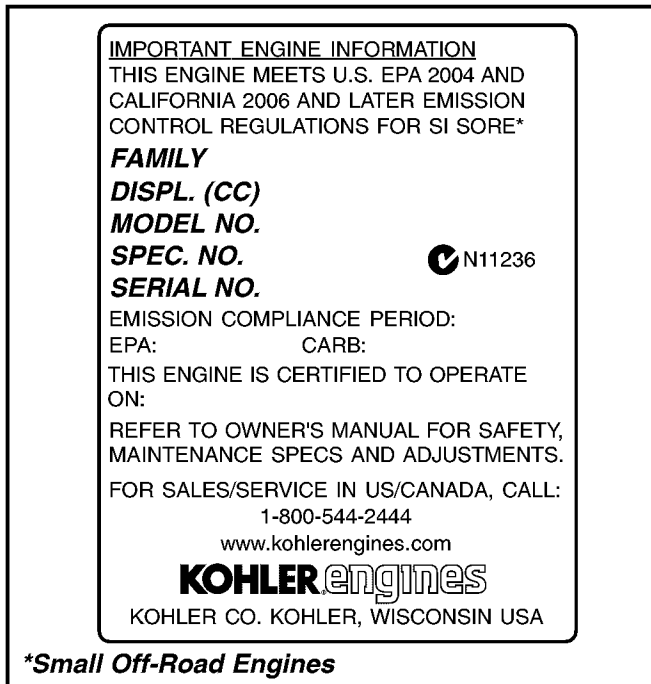 IMPORTANT ENGINE INFORMATION
THIS ENGINE MEETS U.S. EPA 2004 AND
CALIFORNIA 2006 AND LATER EMISSION
CONTROL REGULATIONS FOR SI SORE*
FAMILY
DISPL. (CC)
MODEL NO.
SPEC. NO. N11236
SERIAL NO.
EMISSION COMPLIANCE PERIOD:
EPA: CARB:
THIS ENGINE IS CERTIFIED TO OPERATE
ON:
REFER TO OWNER'S MANUAL FOR SAFETY,
MAINTENANCE SPECS AND ADJUSTMENTS.
FOR SALES/SERVICE IN US/CANADA, CALL:
1-800-544-2444
www.kohlerengines.com
KOHLER engines
KOHLER CO. KOHLER, WISCONSIN USA
*Small Off-Road Engines